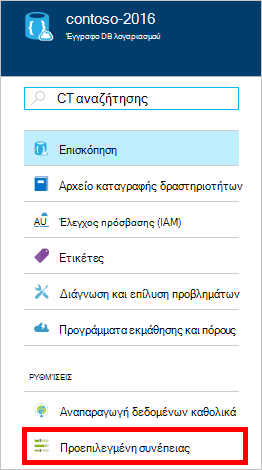 contoso-2016
Έγγραφο DB λογαριασμού
CT αναζήτησης
Επισκόπηση
Αρχείο καταγραφής δραστηριοτήτων
Έλεγχος πρόσβασης (IAM)
Ετικέτες
Διάγνωση και επίλυση προβλημάτων
Προγράμματα εκμάθησης και πόρους
ΡΥΘΜΊΣΕΙΣ
Αναπαραγωγή δεδομένων καθολικά
Προεπιλεγμένη συνέπειας